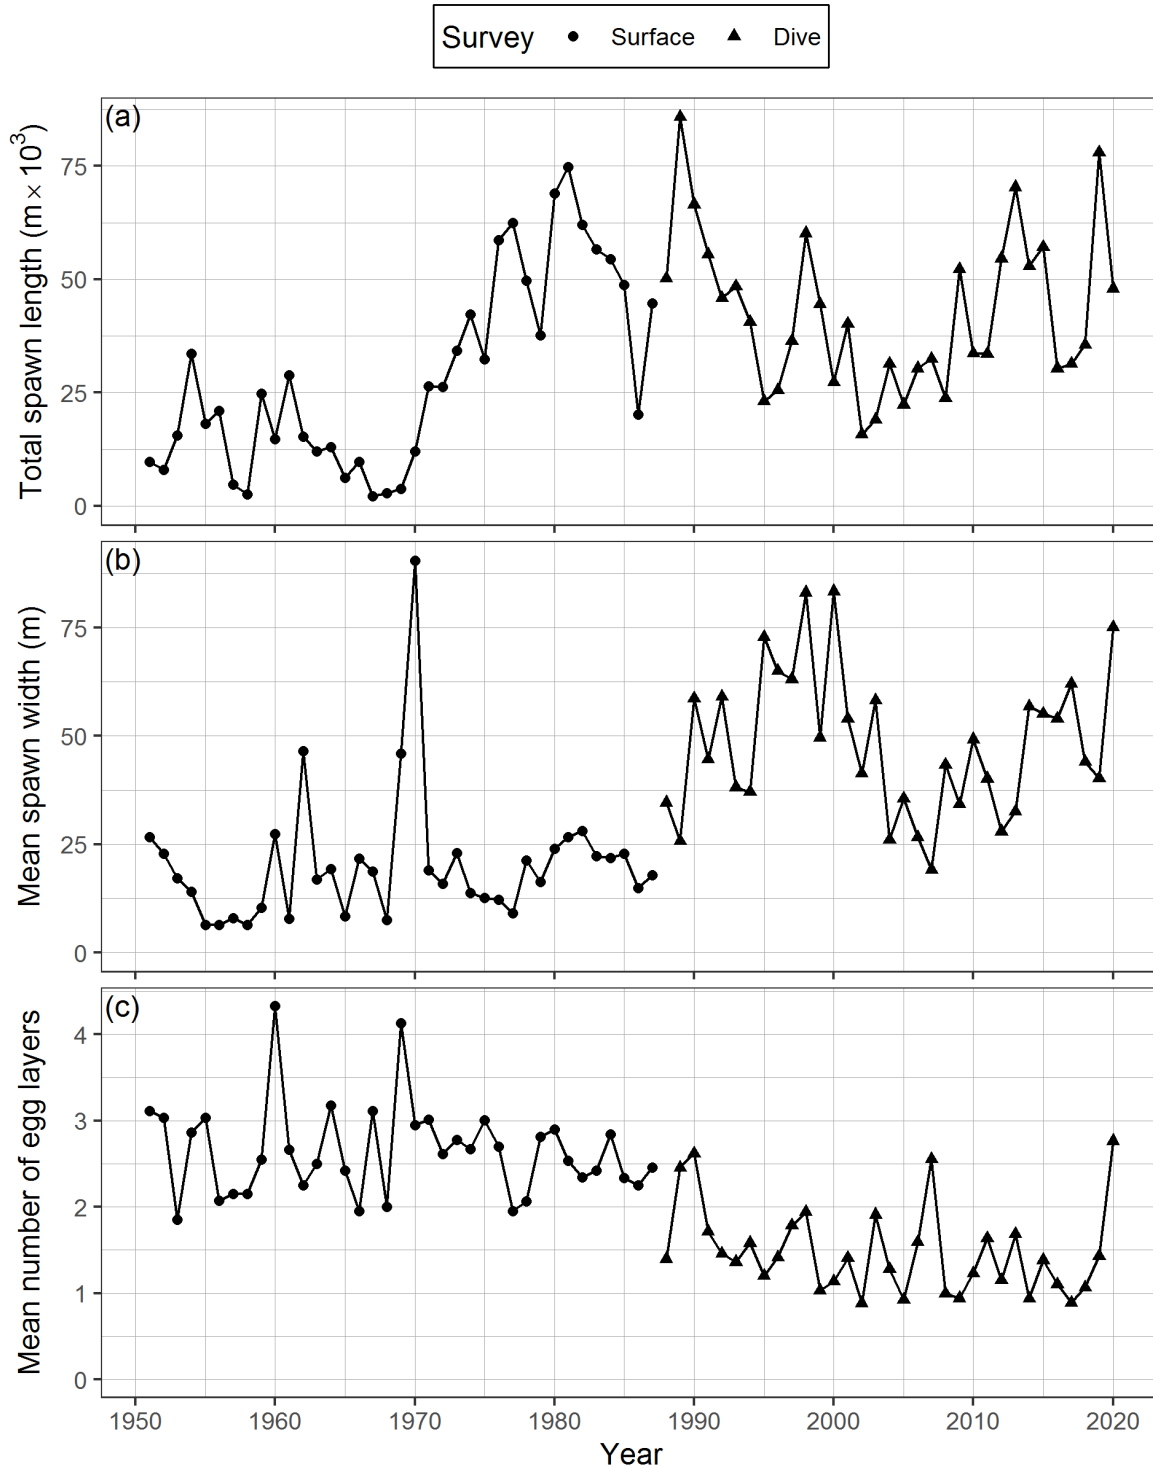 Survey Surface Dive
(a)
Total spawn length (m × 10³)
75
50
25
0
(b)
Mean spawn width (m)
75
50
25
0
(c)
Mean number of egg layers
4
3
2
1
0
1950 1960 1970 1980 1990 2000 2010 2020
Year